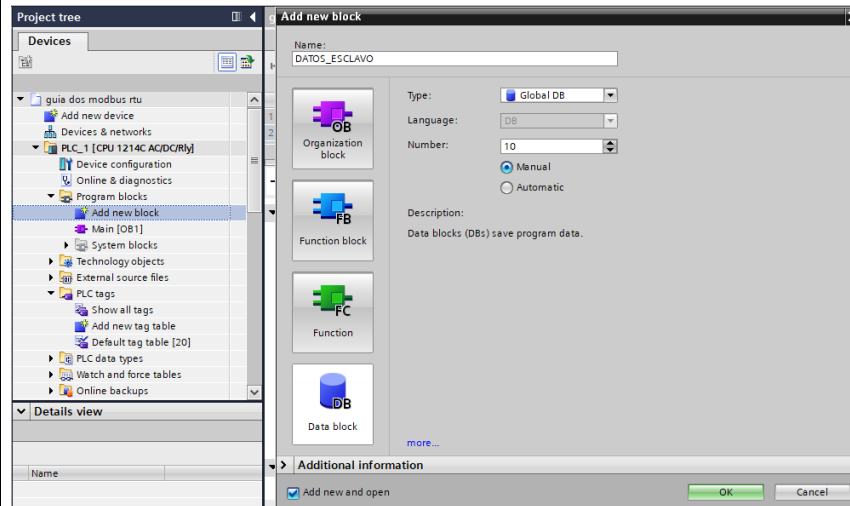 Project tree
Devices
guia dos modbus rtu
Add new device
Devices & networks
PLC_1 [CPU 1214C AC/DC/Rly]
Device configuration
Online & diagnostics
Program blocks
Add new block
Main [OB1]
System blocks
Technology objects
External source files
PLC tags
Show all tags
Add new tag table
Default tag table [20]
PLC data types
Watch and force tables
Online backups
Details view
Name
1
2
Add new block
Name:
DATOS_ESCLAVO
OB
Organization
block
FB
Function block
FC
Function
DB
Data block
Type:
Global DB
Language:
DB
Number:
10
Manual
Automatic
Description:
Data blocks (DBs) save program data.
more...
Additional information
Add new and open
OK
Cancel